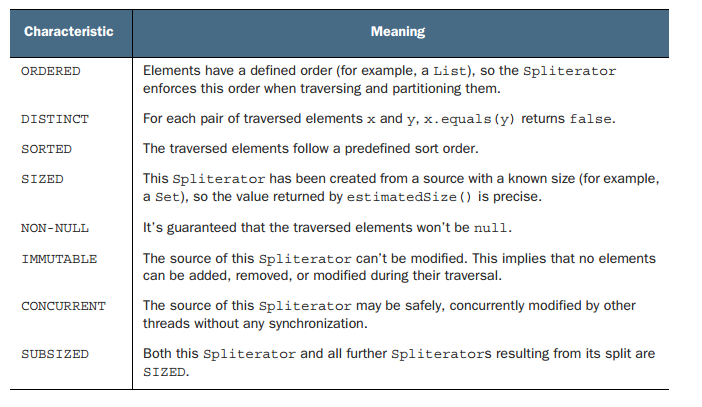 Characteristic Meaning
ORDERED Elements have a defined order (for example, a List), so the Spliterator
enforces this order when traversing and partitioning them.
DISTINCT For each pair of traversed elements x and y, x.equals(y) returns false.
SORTED The traversed elements follow a predefined sort order.
SIZED This Spliterator has been created from a source with a known size (for example,
a Set), so the value returned by estimatedSize() is precise.
NON-NULL It's guaranteed that the traversed elements won't be null.
IMMUTABLE The source of this Spliterator can't be modified. This implies that no elements
can be added, removed, or modified during their traversal.
CONCURRENT The source of this Spliterator may be safely, concurrently modified by other
threads without any synchronization.
SUBSIZED Both this Spliterator and all further Spliterators resulting from its split are
SIZED.